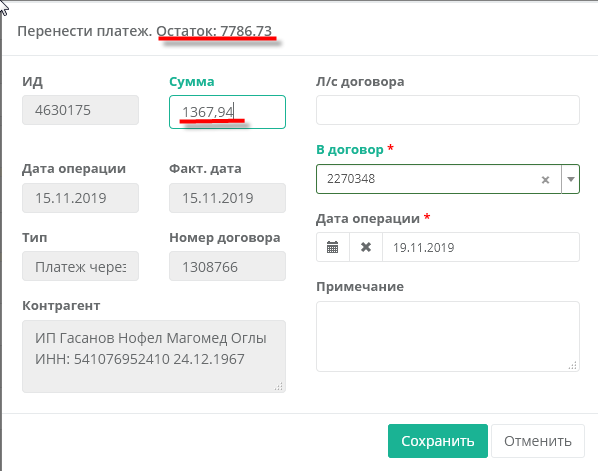 Перенести платеж. Остаток: 7786.73
ИД
4630175
Сумма
1367,94
Л/с договора
Дата операции
15.11.2019
Факт. дата
15.11.2019
В договор *
2270348
Тип
Платеж через
Номер договора
1308766
Дата операции *
19.11.2019
Контрагент
ИП Гасанов Нофел Магомед Оглы
ИНН: 541076952410 24.12.1967
Примечание
Сохранить
Отменить